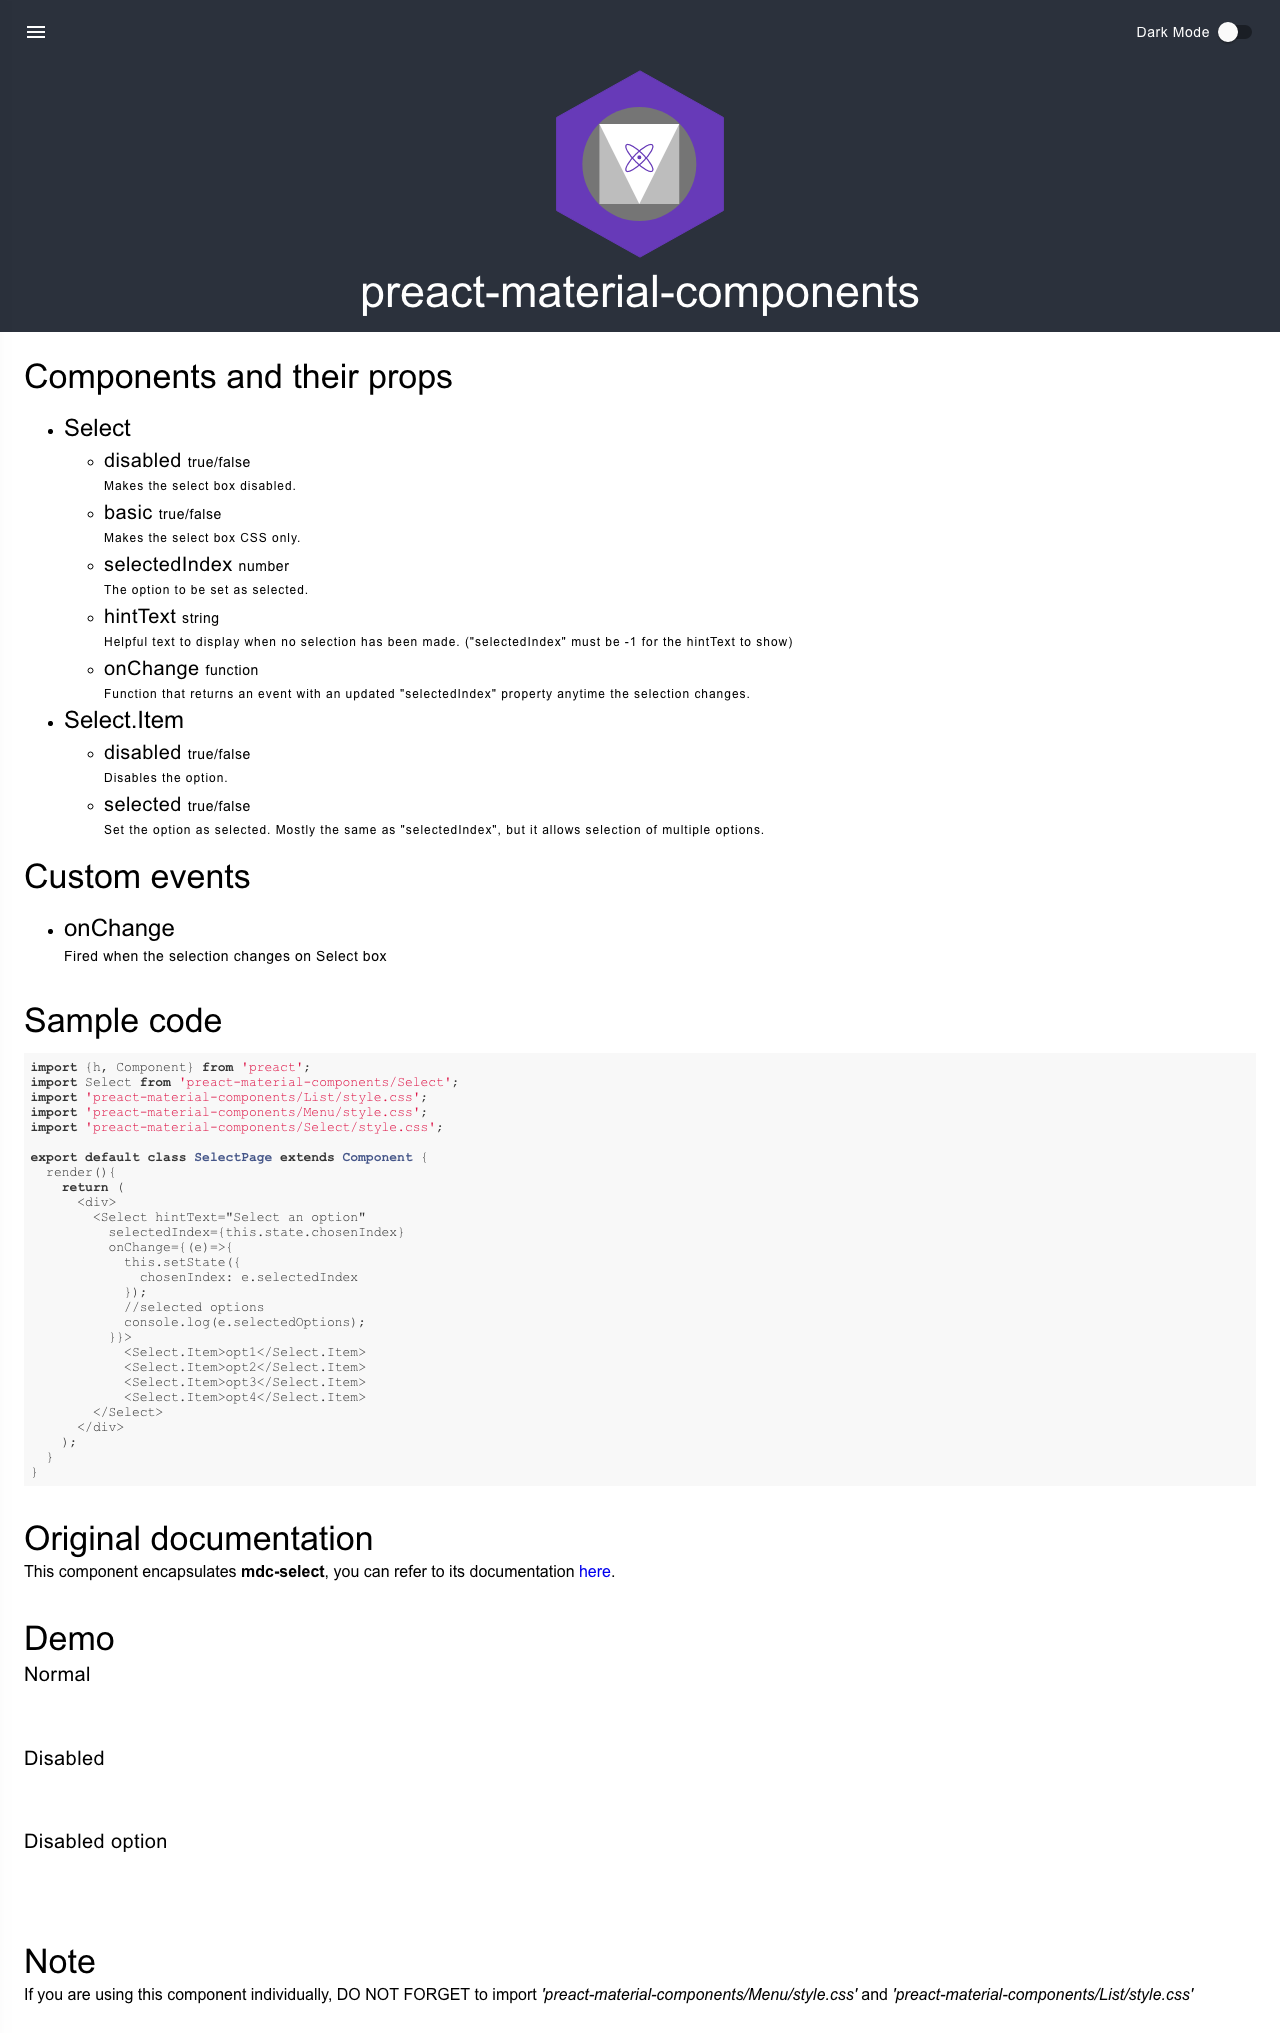 Dark Mode
preact-material-components
Components and their props
Select
disabled true/false
Makes the select box disabled.
basic true/false
Makes the select box CSS only.
selectedIndex number
The option to be set as selected.
hintText string
Helpful text to display when no selection has been made. ("selectedIndex" must be -1 for the hintText to show)
onChange function
Function that returns an event with an updated "selectedIndex" property anytime the selection changes.
Select.Item
disabled true/false
Disables the option.
selected true/false
Set the option as selected. Mostly the same as "selectedIndex", but it allows selection of multiple options.
Custom events
onChange
Fired when the selection changes on Select box
Sample code
import {h, Component} from 'preact';
import Select from 'preact-material-components/Select';
import 'preact-material-components/List/style.css';
import 'preact-material-components/Menu/style.css';
import 'preact-material-components/Select/style.css';
export default class SelectPage extends Component {
render(){
return (
<div>
<Select hintText="Select an option"
selectedIndex={this.state.chosenIndex}
onChange={(e)=>{
this.setState({
chosenIndex: e.selectedIndex
});
//selected options
console.log(e.selectedOptions);
}}>
<Select.Item>opt1</Select.Item>
<Select.Item>opt2</Select.Item>
<Select.Item>opt3</Select.Item>
<Select.Item>opt4</Select.Item>
</Select>
</div>
);
}
}
Original documentation
This component encapsulates mdc-select, you can refer to its documentation here.
Demo
Normal
Disabled
Disabled option
Note
If you are using this component individually, DO NOT FORGET to import 'preact-material-components/Menu/style.css' and 'preact-material-components/List/style.css'